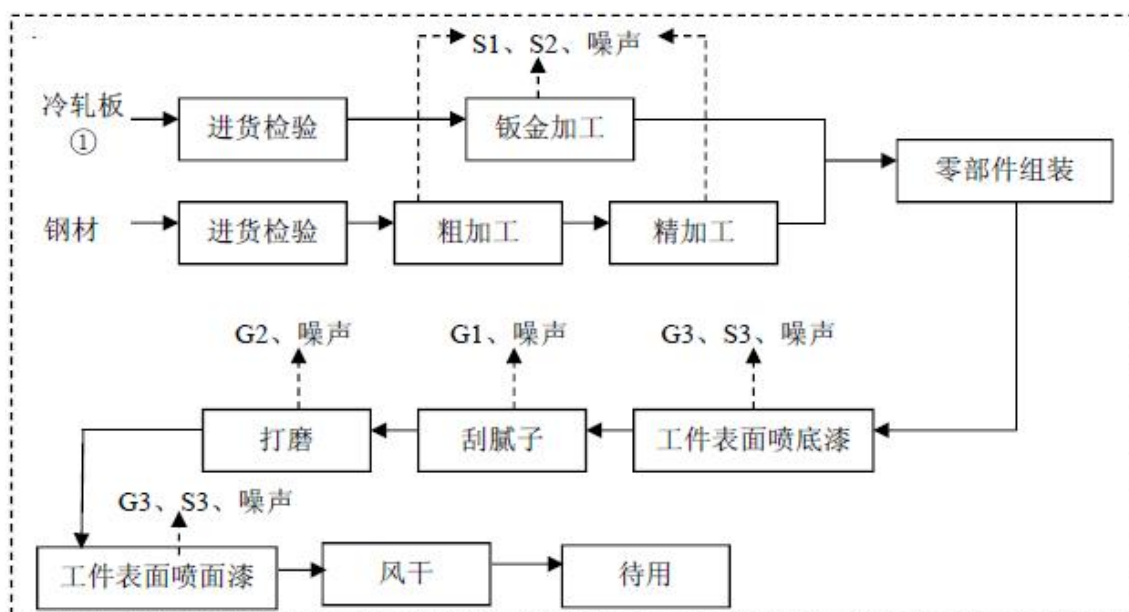 S1、S2、噪声
冷轧板
①
进货检验
钣金加工
零部件组装
钢材
进货检验
粗加工
精加工
G2、噪声
G1、噪声
G3、S3、噪声
打磨
刮腻子
工件表面喷底漆
G3、S3、噪声
工件表面喷面漆
风干
待用